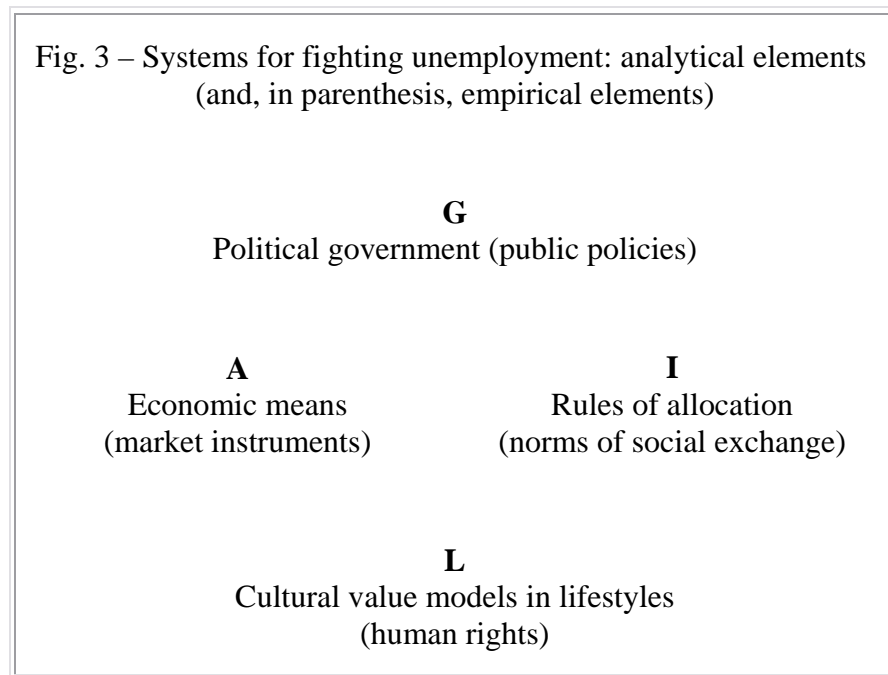 Fig. 3 – Systems for fighting unemployment: analytical elements
(and, in parenthesis, empirical elements)
G
Political government (public policies)
A
Economic means
(market instruments)
I
Rules of allocation
(norms of social exchange)
L
Cultural value models in lifestyles
(human rights)